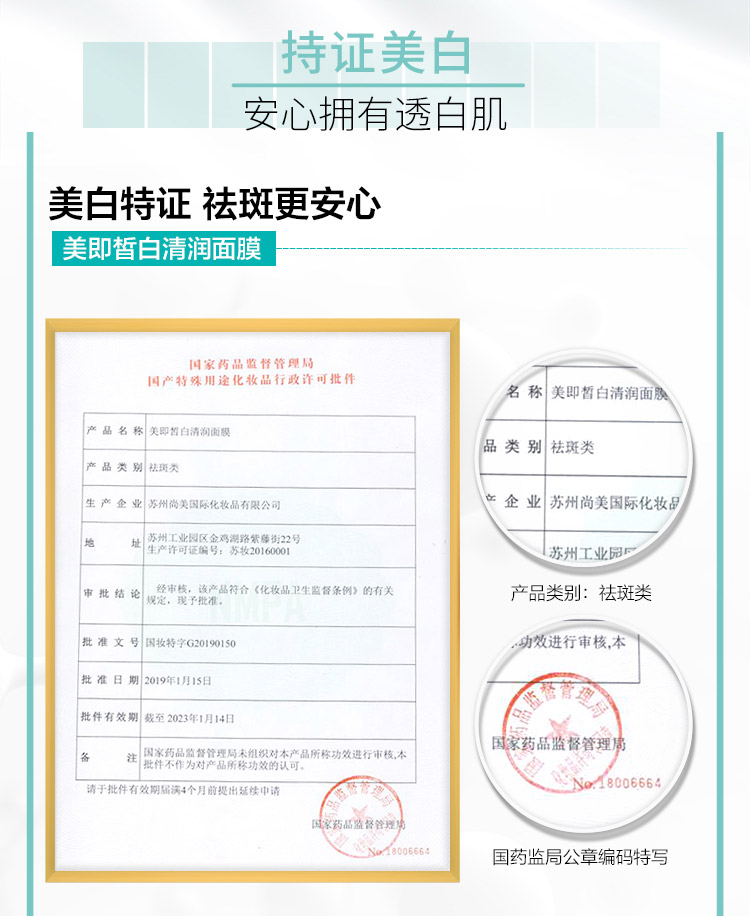 持证美白
安心拥有透白肌
美白特证 祛斑更安心
美即皙白清润面膜
国家药品监督管理局
国产特殊用途化妆品行政许可批件
产品名称 美即皙白清润面膜
产品类别 祛斑类
生产企业 苏州尚美国际化妆品有限公司
地 址 苏州工业园区金鸡湖路紫藤街22号
生产许可证编号：苏妆20160001
审批结论 经审核，该产品符合《化妆品卫生监督条例》的有关
规定，现予批准。
批准文号 国妆特字G20190150
批准日期 2019年1月15日
批件有效期 截至 2023年1月14日
备 注 国家药品监督管理局未组织对本产品所称功效进行审核,本
批件不作为对产品所称功效的认可。
请于批件有效期届满4个月前提出延续申请
国家药品监督管理局
No.18006664
名称 美即皙白清润面膜
品类别 祛斑类
产企业 苏州尚美国际化妆品
苏州工业园区
产品类别：祛斑类
功效进行审核,本
药品监督管理局
国家药品监督管理局
No.18006664
国药监局公章编码特写